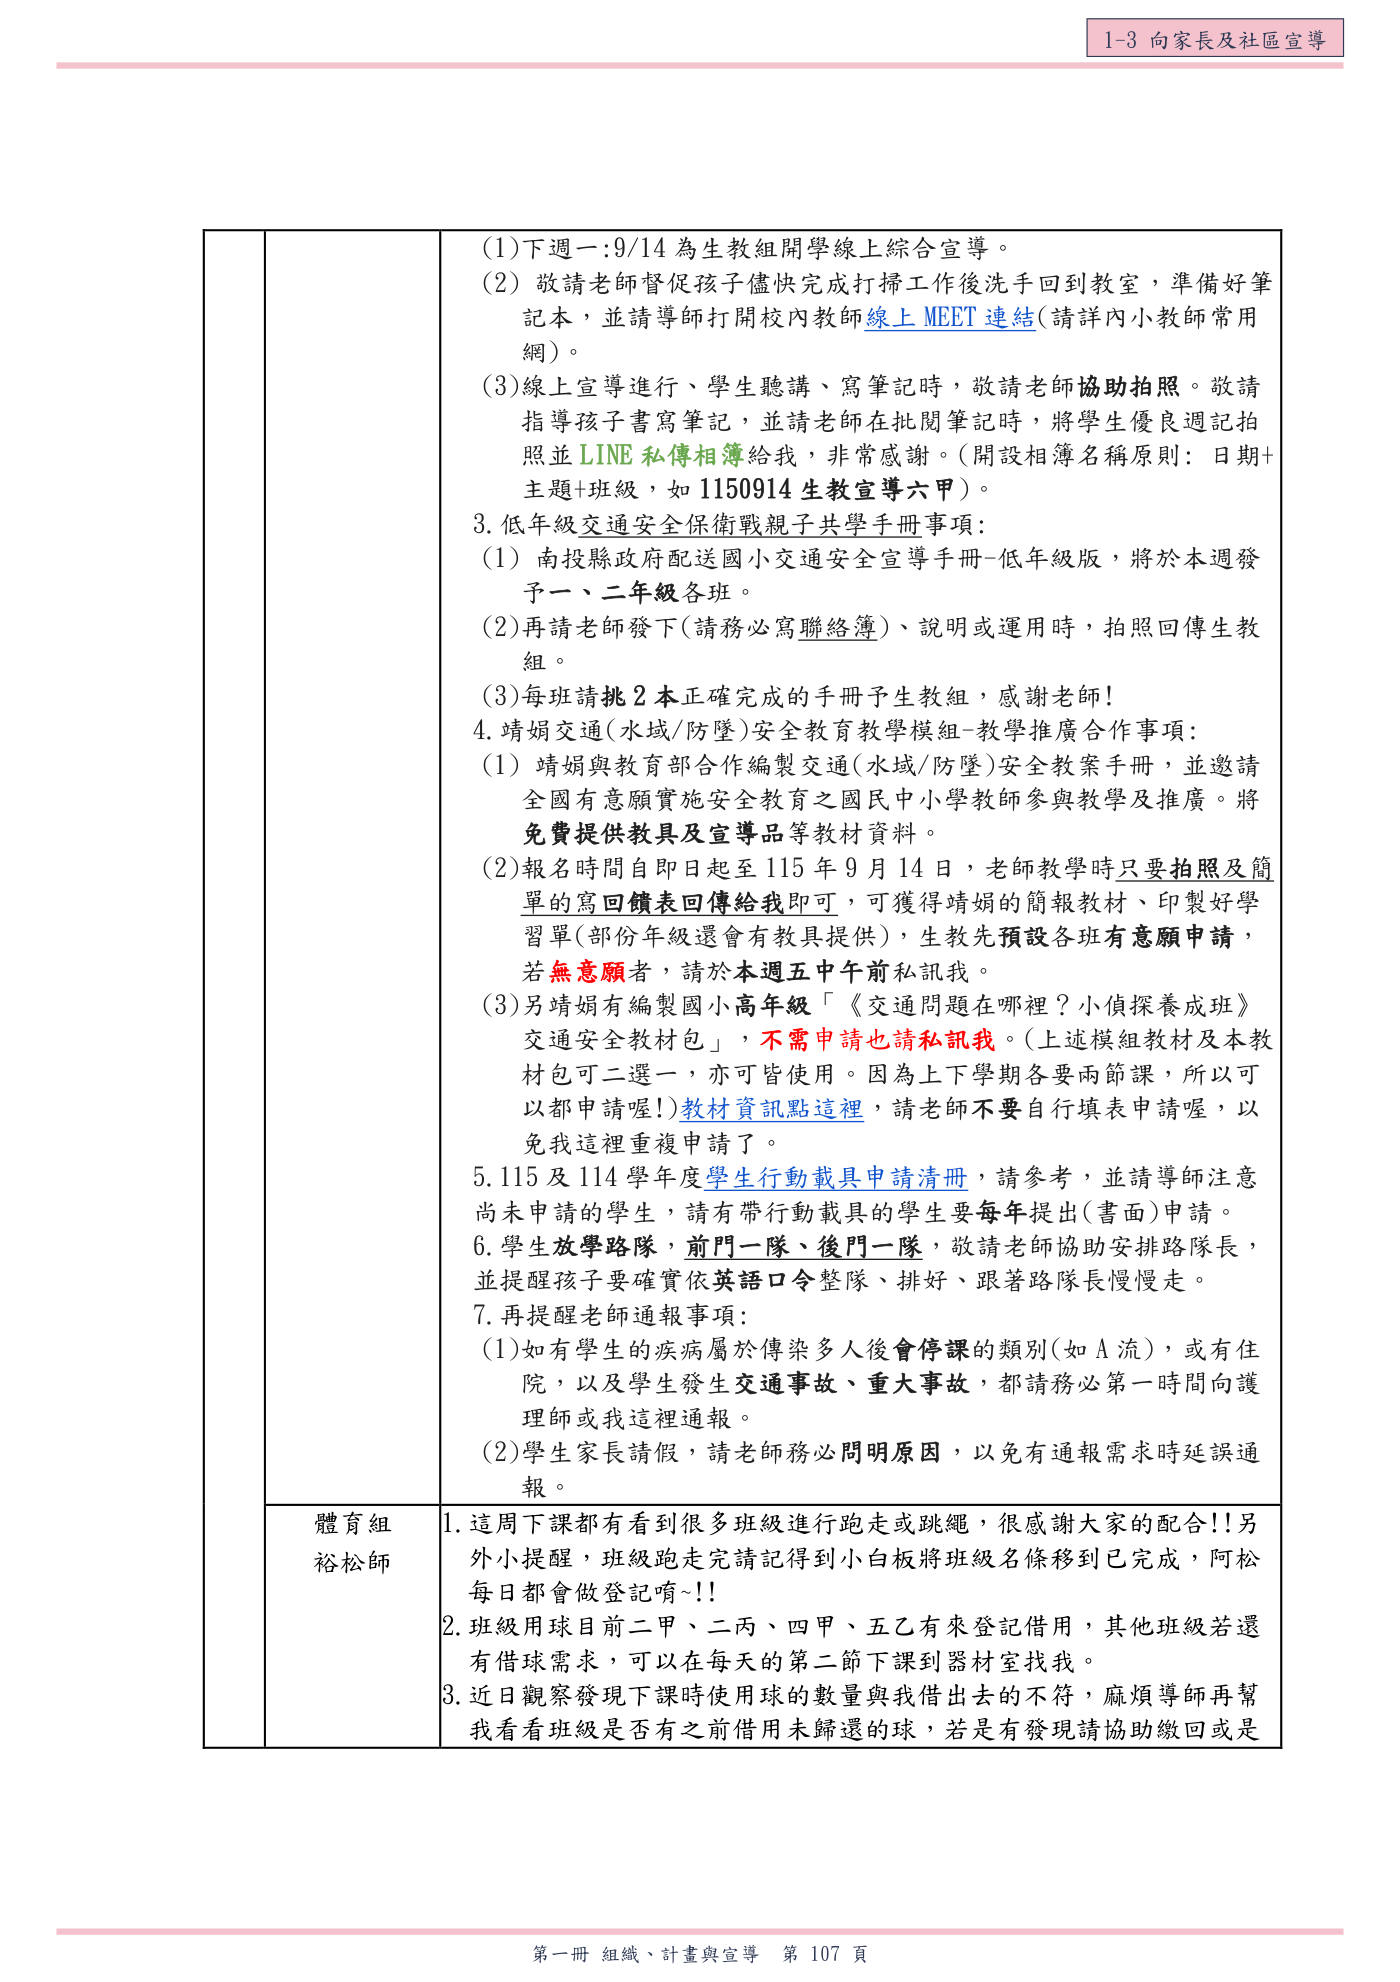 1-3 向家長及社區宣導
(1)下週一:9/14 為生教組開學線上綜合宣導。
(2) 敬請老師督促孩子儘快完成打掃工作後洗手回到教室，準備好筆
記本，並請導師打開校內教師線上 MEET 連結(請詳內小教師常用
網)。
(3)線上宣導進行、學生聽講、寫筆記時，敬請老師協助拍照。敬請
指導孩子書寫筆記，並請老師在批閱筆記時，將學生優良週記拍
照並 LINE 私傳相簿給我，非常感謝。(開設相簿名稱原則: 日期+
主題+班級，如 1150914 生教宣導六甲)。
3.低年級交通安全保衛戰親子共學手冊事項:
(1) 南投縣政府配送國小交通安全宣導手冊-低年級版，將於本週發
予一、二年級各班。
(2)再請老師發下(請務必寫聯絡簿)、說明或運用時，拍照回傳生教
組。
(3)每班請挑 2 本正確完成的手冊予生教組，感謝老師!
4.靖娟交通(水域/防墜)安全教育教學模組-教學推廣合作事項:
(1) 靖娟與教育部合作編製交通(水域/防墜)安全教案手冊，並邀請
全國有意願實施安全教育之國民中小學教師參與教學及推廣。將
免費提供教具及宣導品等教材資料。
(2)報名時間自即日起至 115 年 9 月 14 日，老師教學時只要拍照及簡
單的寫回饋表回傳給我即可，可獲得靖娟的簡報教材、印製好學
習單(部份年級還會有教具提供)，生教先預設各班有意願申請，
若無意願者，請於本週五中午前私訊我。
(3)另靖娟有編製國小高年級「《交通問題在哪裡？小偵探養成班》
交通安全教材包」，不需申請也請私訊我。(上述模組教材及本教
材包可二選一，亦可皆使用。因為上下學期各要兩節課，所以可
以都申請喔!)教材資訊點這裡，請老師不要自行填表申請喔，以
免我這裡重複申請了。
5.115 及 114 學年度學生行動載具申請清冊，請參考，並請導師注意
尚未申請的學生，請有帶行動載具的學生要每年提出(書面)申請。
6.學生放學路隊，前門一隊、後門一隊，敬請老師協助安排路隊長，
並提醒孩子要確實依英語口令整隊、排好、跟著路隊長慢慢走。
7.再提醒老師通報事項:
(1)如有學生的疾病屬於傳染多人後會停課的類別(如 A 流)，或有住
院，以及學生發生交通事故、重大事故，都請務必第一時間向護
理師或我這裡通報。
(2)學生家長請假，請老師務必問明原因，以免有通報需求時延誤通
報。
體育組
裕松師
1.這周下課都有看到很多班級進行跑走或跳繩，很感謝大家的配合!!另
外小提醒，班級跑走完請記得到小白板將班級名條移到已完成，阿松
每日都會做登記唷~!!
2.班級用球目前二甲、二丙、四甲、五乙有來登記借用，其他班級若還
有借球需求，可以在每天的第二節下課到器材室找我。
3.近日觀察發現下課時使用球的數量與我借出去的不符，麻煩導師再幫
我看看班級是否有之前借用未歸還的球，若是有發現請協助繳回或是
第一冊 組織、計畫與宣導 第 107 頁